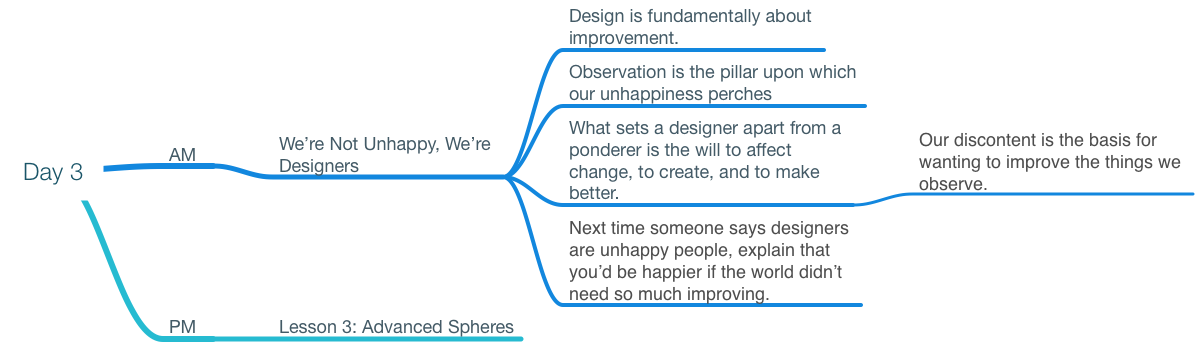 Day 3
AM
We’re Not Unhappy, We’re
Designers
Design is fundamentally about
improvement.
Observation is the pillar upon which
our unhappiness perches
What sets a designer apart from a
ponderer is the will to affect
change, to create, and to make
better.
Our discontent is the basis for
wanting to improve the things we
observe.
Next time someone says designers
are unhappy people, explain that
you’d be happier if the world didn’t
need so much improving.
PM
Lesson 3: Advanced Spheres